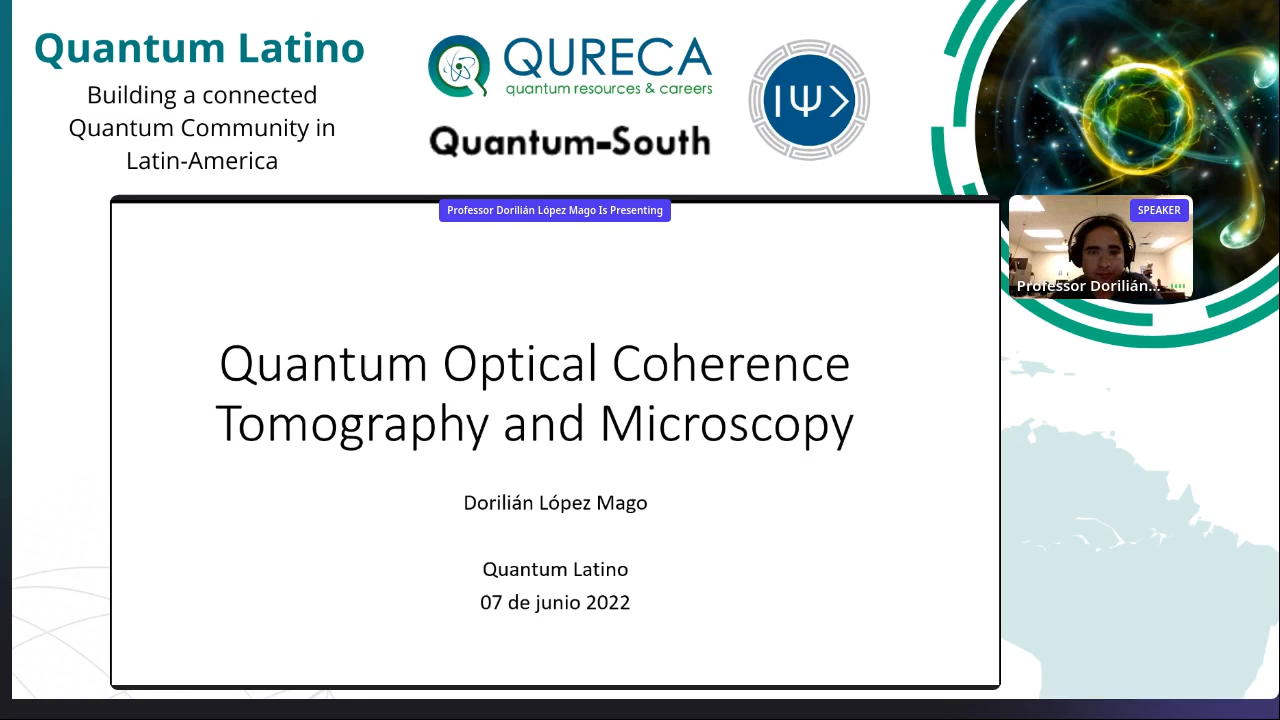 Quantum Latino
Building a connected
Quantum Community in
Latin-America
QURECA
quantum resources & careers
Quantum-South
|Ψ>
Professor Dorilián López Mago Is Presenting
SPEAKER
Professor Dorilián...
Quantum Optical Coherence
Tomography and Microscopy
Dorilián López Mago
Quantum Latino
07 de junio 2022